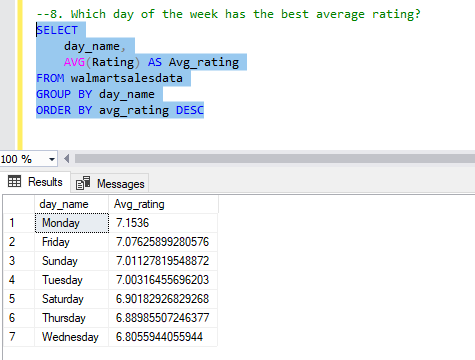 --8. Which day of the week has the best average rating?
SELECT
day_name,
AVG(Rating) AS Avg_rating
FROM walmartsalesdata
GROUP BY day_name
ORDER BY avg_rating DESC
100 %
Results Messages
day_name Avg_rating
1 Monday 7.1536
2 Friday 7.07625899280576
3 Sunday 7.01127819548872
4 Tuesday 7.00316455696203
5 Saturday 6.90182926829268
6 Thursday 6.88985507246377
7 Wednesday 6.8055944055944